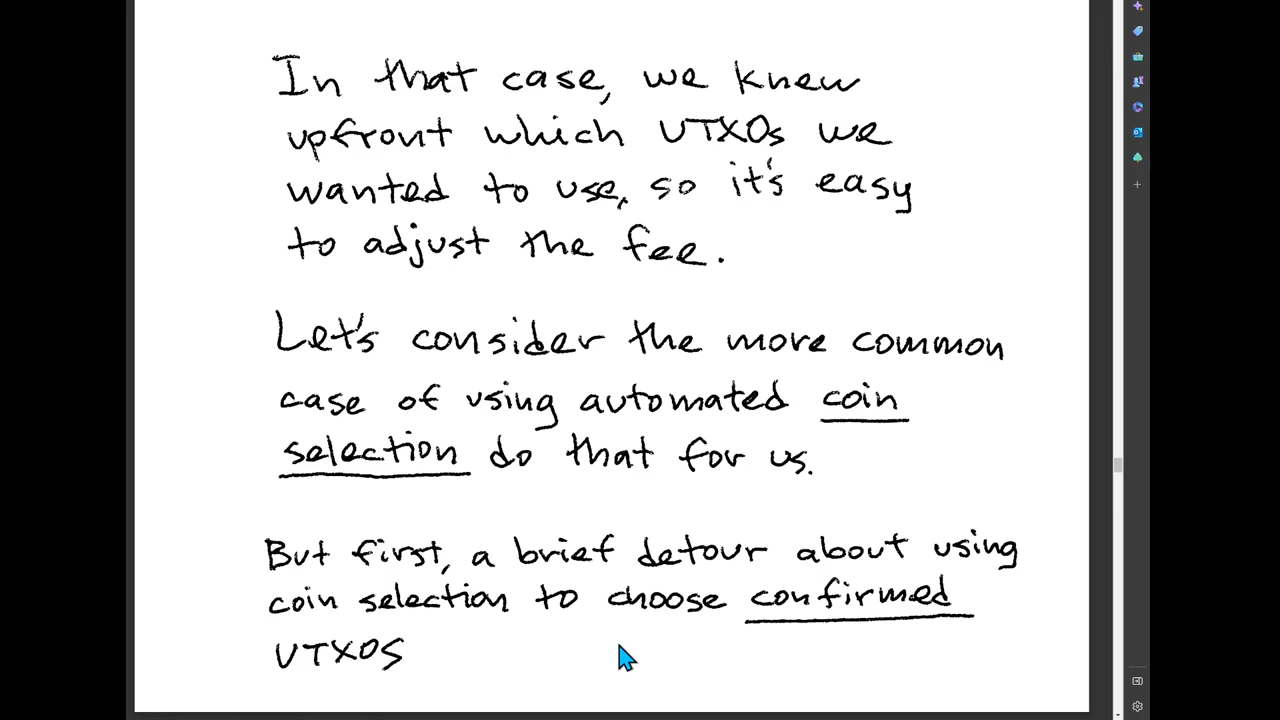 In that case, we knew
upfront which UTXOs we
wanted to use, so it's easy
to adjust the fee.
Let's consider the more common
case of using automated coin
selection do that for us.
But first, a brief detour about using
coin selection to choose confirmed
UTXOS